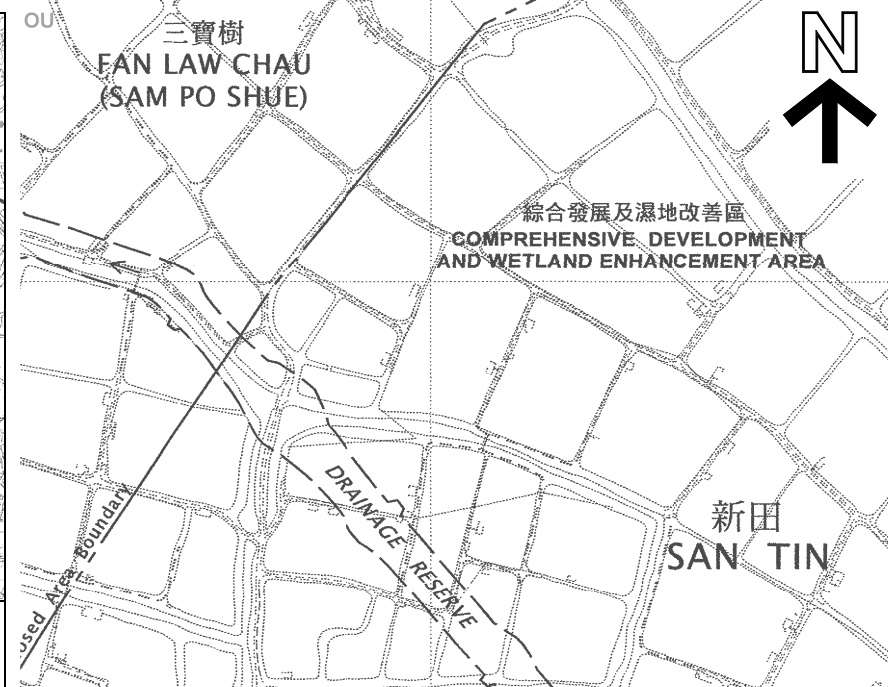 OU
三寶樹
FAN LAW CHAU
(SAM PO SHUE)
N
綜合發展及濕地改善區
COMPREHENSIVE DEVELOPMENT
AND WETLAND ENHANCEMENT AREA
DRAINAGE RESERVE
新田
SAN TIN
osed Area Boundary